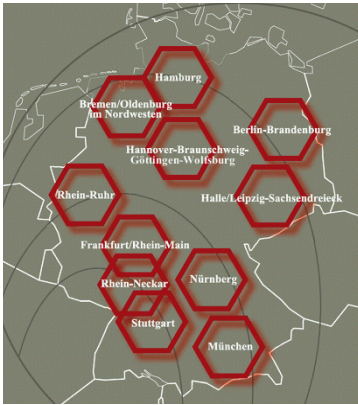 Hamburg
Bremen/Oldenburg
im Nordwesten
Berlin-Brandenburg
Hannover-Braunschweig-
Göttingen-Wolfsburg
Rhein-Ruhr
Halle/Leipzig-Sachsendreieck
Frankfurt/Rhein-Main
Rhein-Neckar
Nürnberg
Stuttgart
München